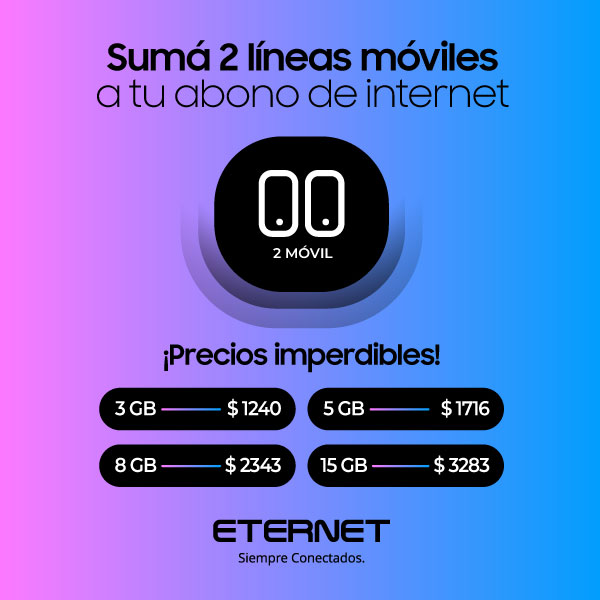 Sumá 2 líneas móviles
a tu abono de internet
2 MÓVIL
¡Precios imperdibles!
3 GB $ 1240
5 GB $ 1716
8 GB $ 2343
15 GB $ 3283
ETERNET
Siempre Conectados.